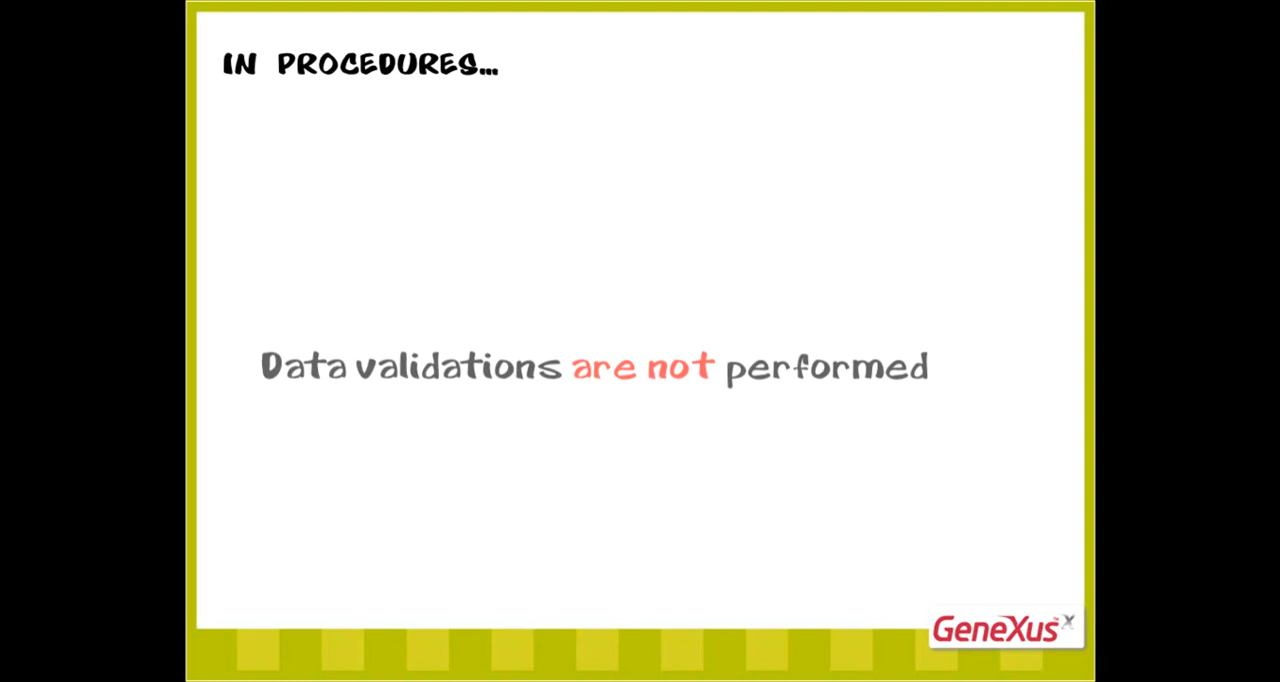 IN PROCEDURES...
Data validations are not performed
GeneXus X